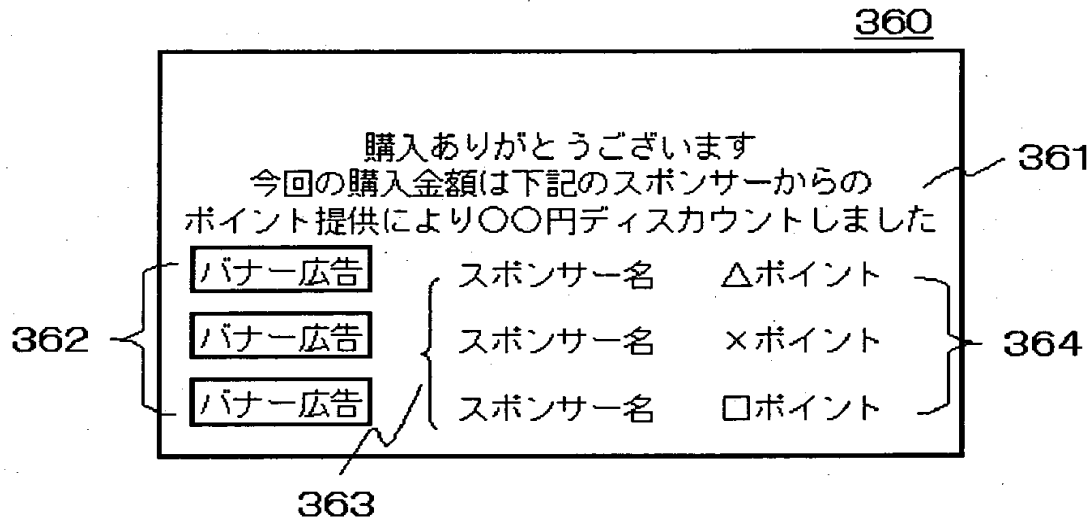 360
購入ありがとうございます
今回の購入金額は下記のスポンサーからの
ポイント提供により〇〇円ディスカウントしました
361
バナー広告 スポンサー名 △ポイント
バナー広告 スポンサー名 ×ポイント
バナー広告 スポンサー名 □ポイント
362
364
363